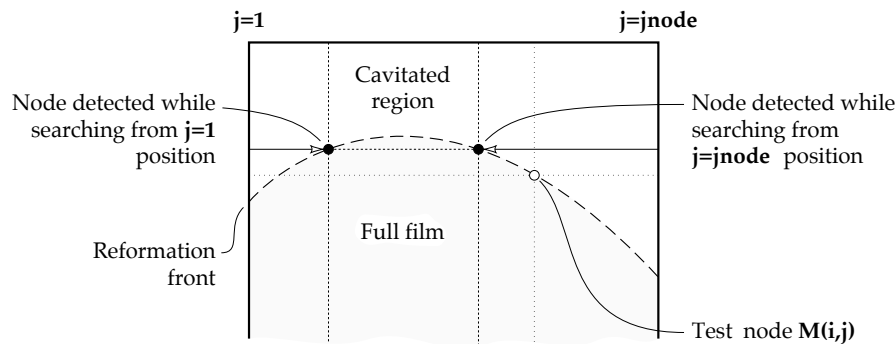 j=1
j=jnode
Cavitated
region
Node detected while
searching from j=1
position
Node detected while
searching from
j=jnode position
Full film
Reformation
front
Test node M(i,j)